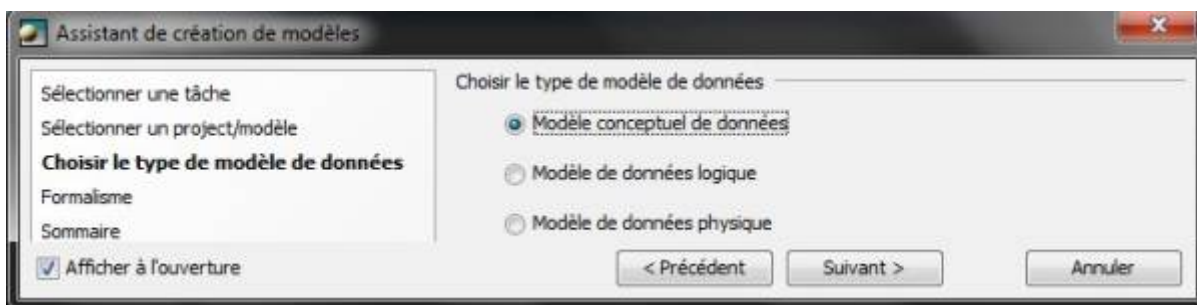 Assistant de création de modèles
Sélectionner une tâche
Sélectionner un project/modèle
Choisir le type de modèle de données
Formalisme
Sommaire
Afficher à l'ouverture
Choisir le type de modèle de données
Modèle conceptuel de données
Modèle de données logique
Modèle de données physique
< Précédent
Suivant >
Annuler